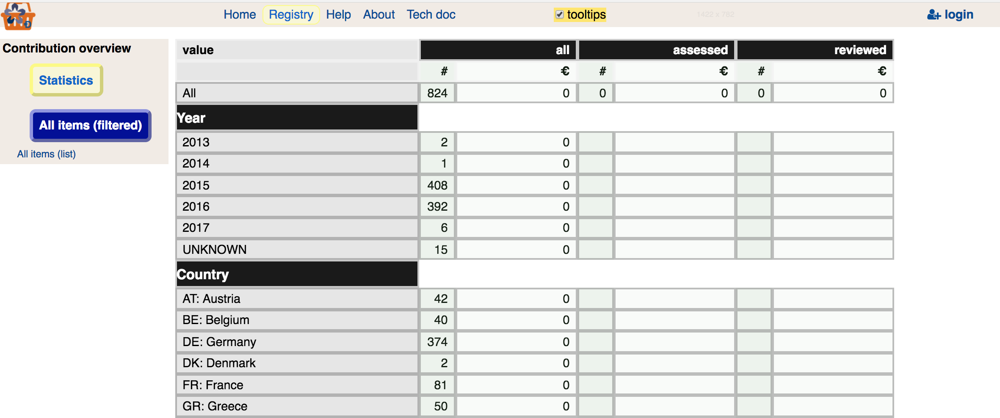 Home Registry Help About Tech doc tooltips 1422 x 782 login
Contribution overview
Statistics
All items (filtered)
All items (list)
value all assessed reviewed
# € # € # €
All 824 0 0 0 0 0
Year
2013 2 0
2014 1 0
2015 408 0
2016 392 0
2017 6 0
UNKNOWN 15 0
Country
AT: Austria 42 0
BE: Belgium 40 0
DE: Germany 374 0
DK: Denmark 2 0
FR: France 81 0
GR: Greece 50 0